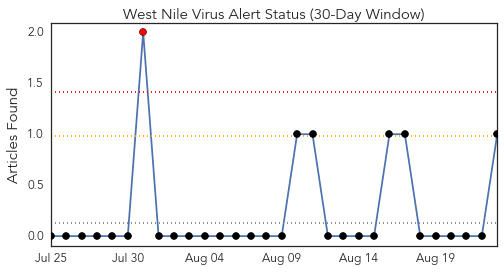 West Nile Virus Alert Status (30-Day Window)
Articles Found
2.0
1.5
1.0
0.5
0.0
Jul 25 Jul 30 Aug 04 Aug 09 Aug 14 Aug 19